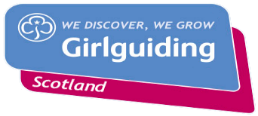 WE DISCOVER, WE GROW
Girlguiding
Scotland